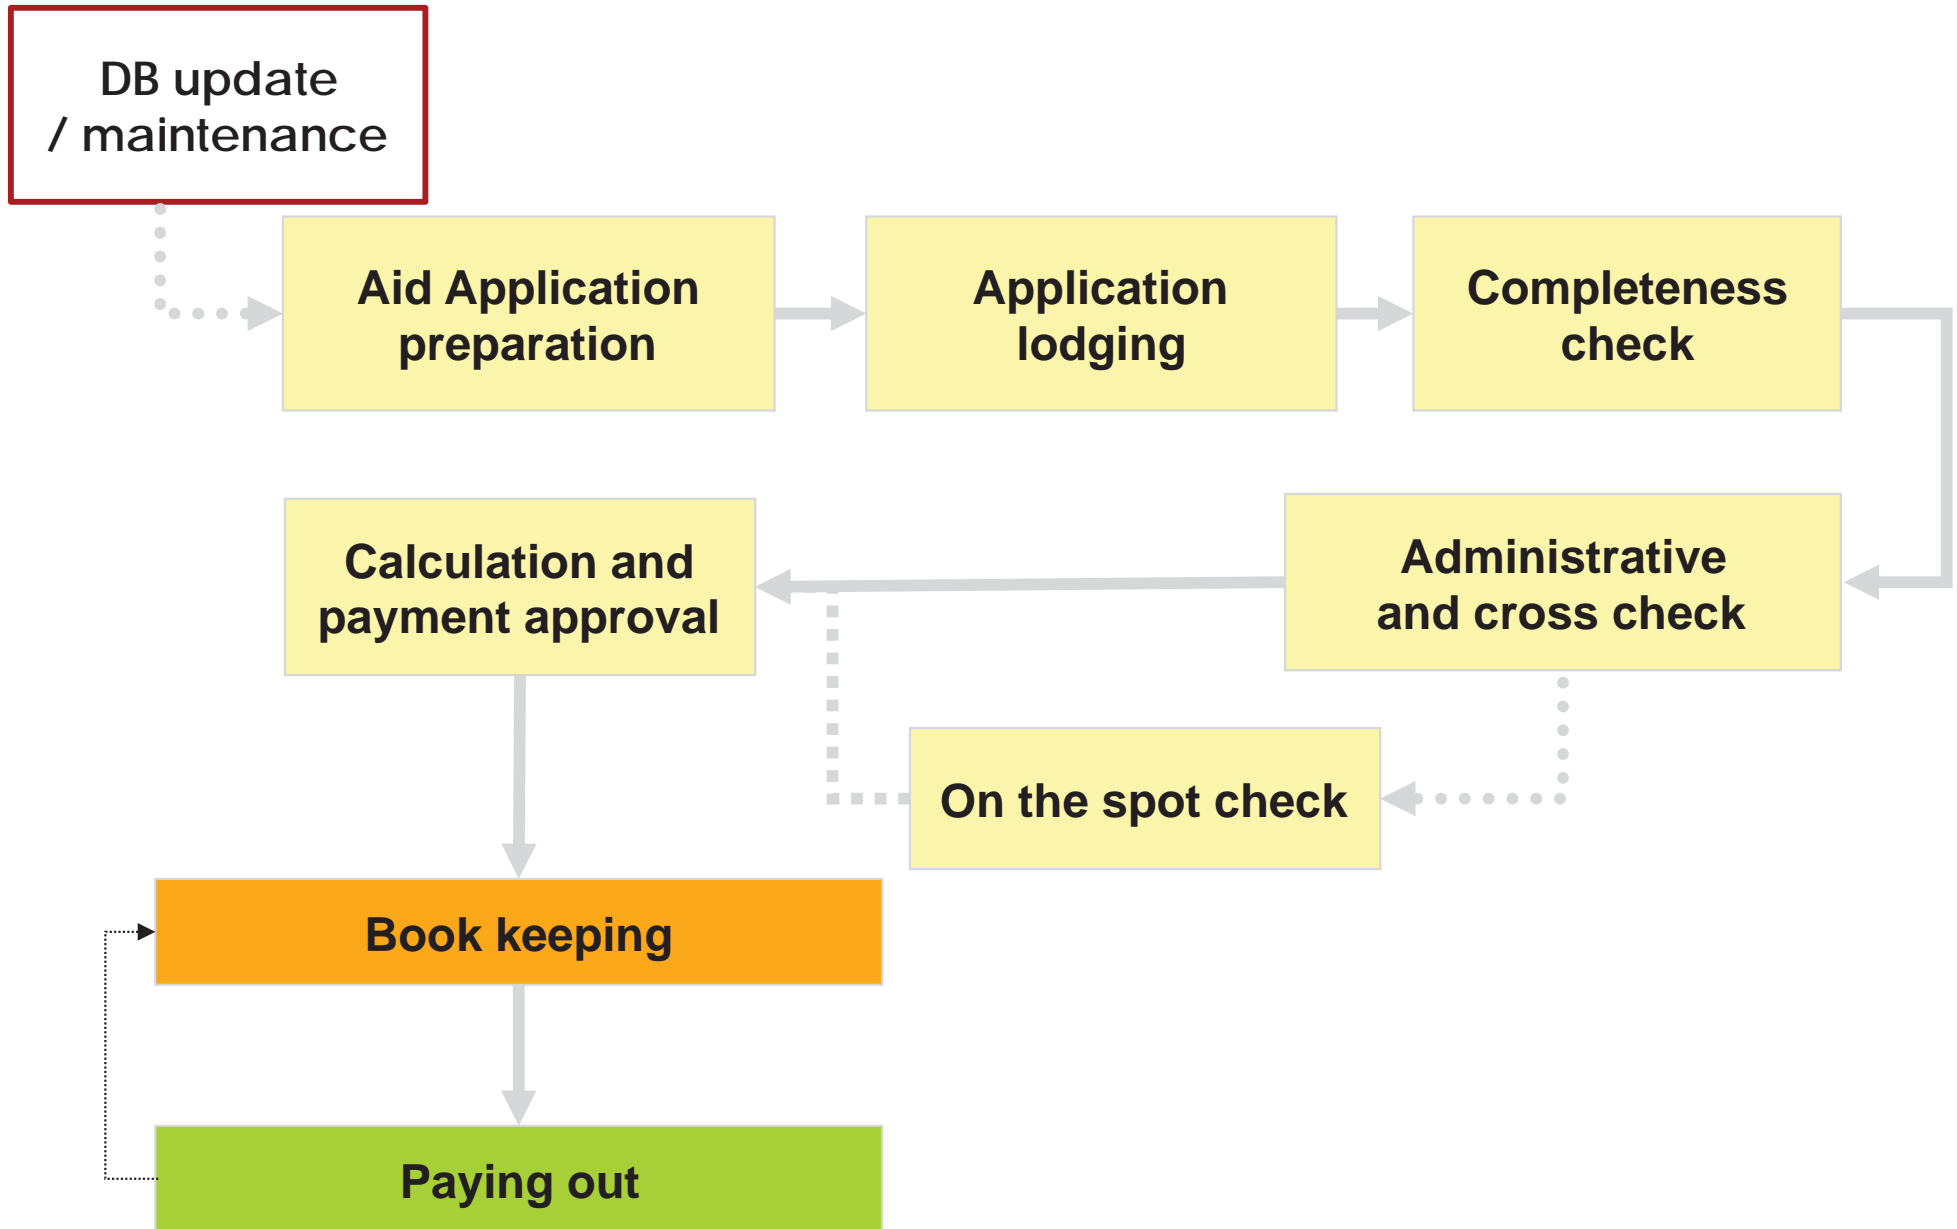 DB update
/ maintenance
Aid Application
preparation
Application
lodging
Completeness
check
Calculation and
payment approval
Administrative
and cross check
On the spot check
Book keeping
Paying out